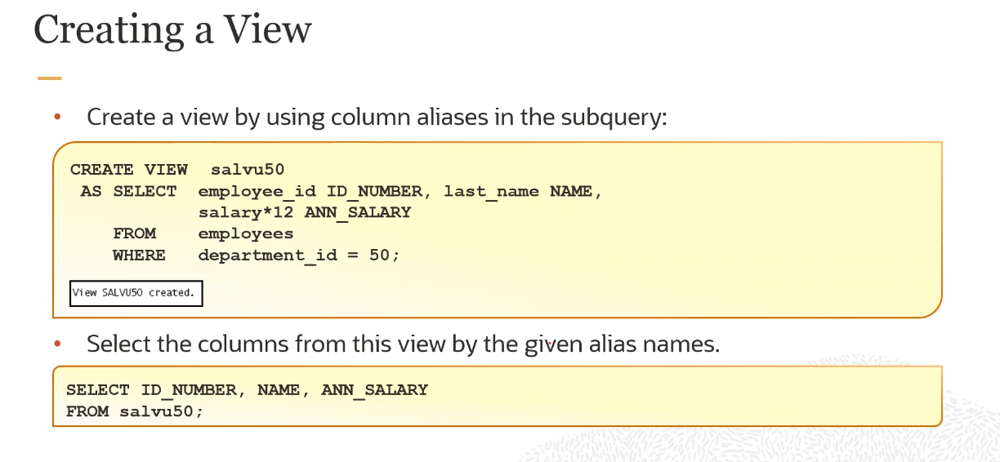 Creating a View
• Create a view by using column aliases in the subquery:
CREATE VIEW salvu50
AS SELECT employee_id ID_NUMBER, last_name NAME,
salary*12 ANN_SALARY
FROM employees
WHERE department_id = 50;
View SALVU50 created.
• Select the columns from this view by the given alias names.
SELECT ID_NUMBER, NAME, ANN_SALARY
FROM salvu50;